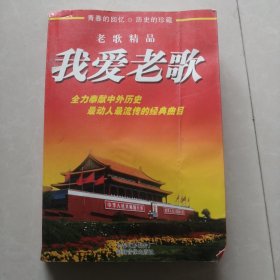 青春的回忆 历史的珍藏
老歌精品
我爱老歌
全力奉献中外历史
最动人最流传的经典曲目